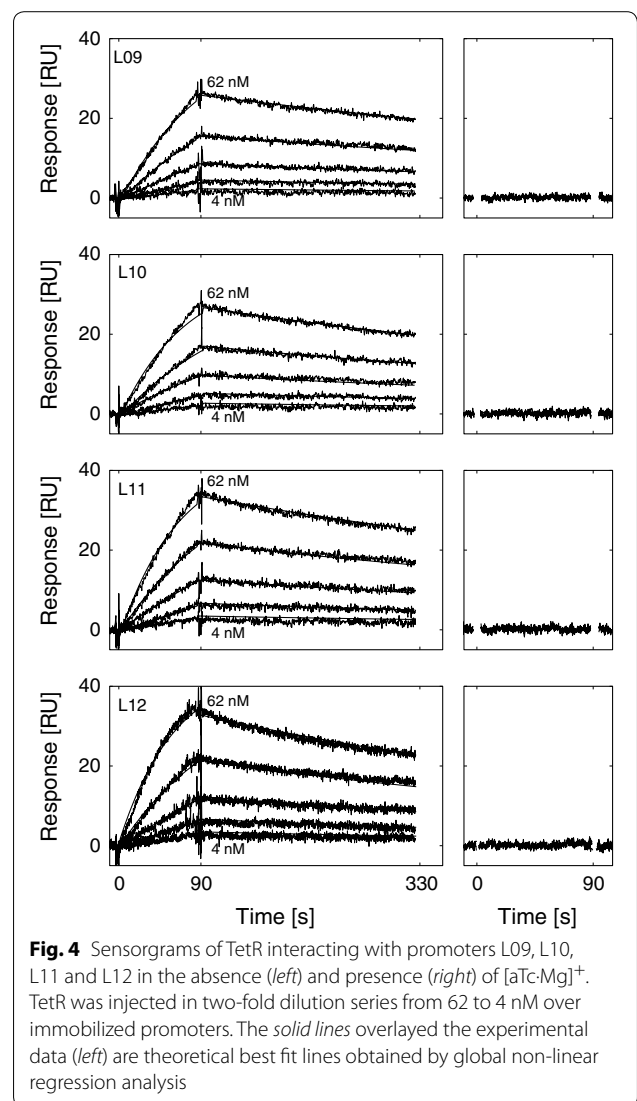 40
L09
62 nM
Response [RU]
20
0
4 nM
40
L10
62 nM
Response [RU]
20
0
4 nM
40
L11
62 nM
Response [RU]
20
0
4 nM
40
L12
62 nM
Response [RU]
20
0
4 nM
0 90 330 0 90
Time [s] Time [s]
Fig. 4 Sensorgrams of TetR interacting with promoters L09, L10,
L11 and L12 in the absence (left) and presence (right) of [aTc·Mg]+.
TetR was injected in two-fold dilution series from 62 to 4 nM over
immobilized promoters. The solid lines overlayed the experimental
data (left) are theoretical best fit lines obtained by global non-linear
regression analysis